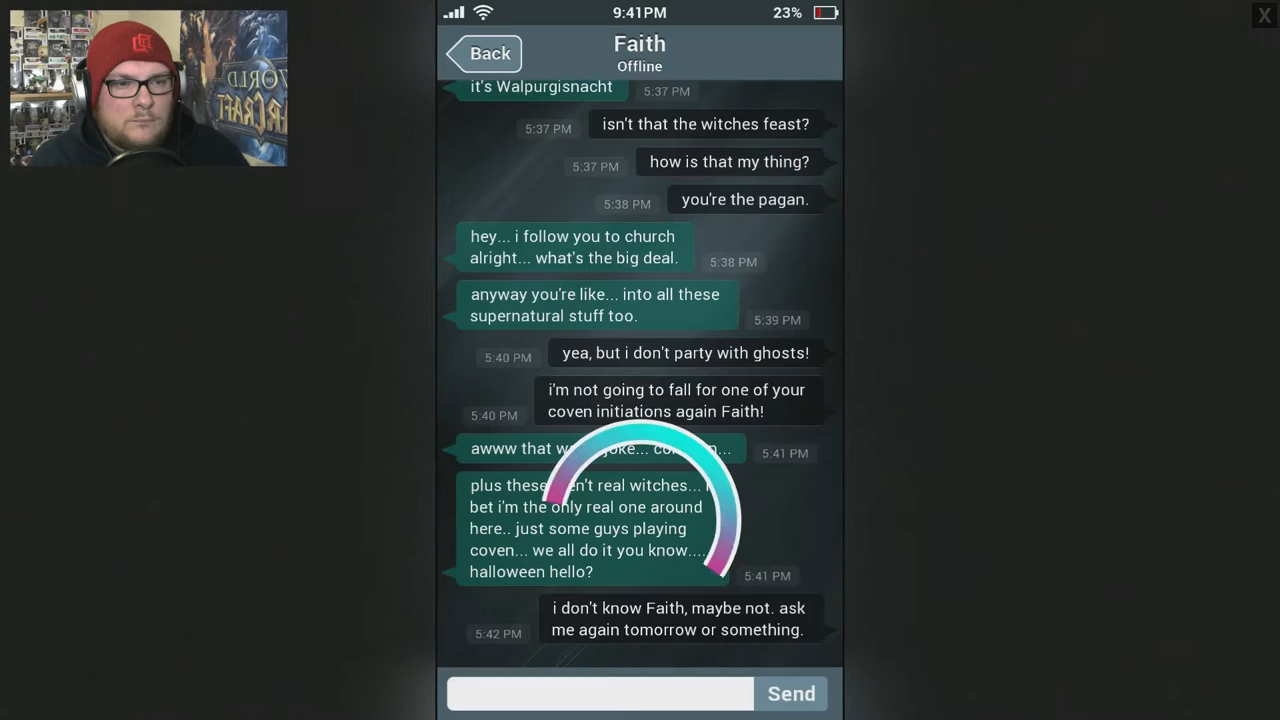 9:41PM
23%
X
Back
Faith
Offline
it's Walpurgisnacht
5:37 PM
isn't that the witches feast?
5:37 PM
how is that my thing?
5:37 PM
you're the pagan.
5:38 PM
hey... i follow you to church
alright... what's the big deal.
5:38 PM
anyway you're like... into all these
supernatural stuff too.
5:39 PM
yea, but i don't party with ghosts!
5:40 PM
i'm not going to fall for one of your
coven initiations again Faith!
5:40 PM
awww that joke...
5:41 PM
plus these real witches...
bet i'm the only real one around
here.. just some guys playing
coven... we all do it you know....
halloween hello?
5:41 PM
i don't know Faith, maybe not. ask
me again tomorrow or something.
5:42 PM
Send